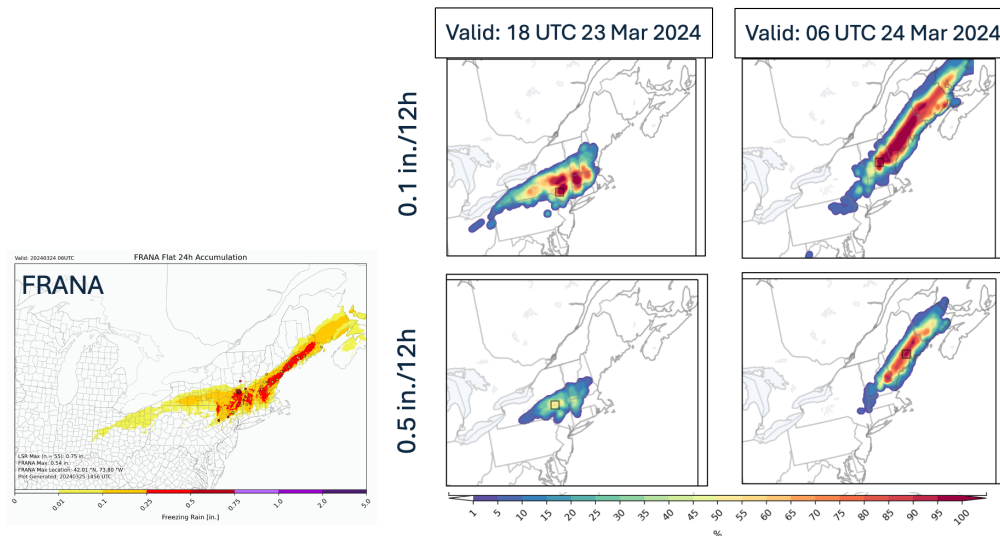 Valid: 18 UTC 23 Mar 2024
Valid: 06 UTC 24 Mar 2024
0.1 in./12h
0.5 in./12h
Valid: 20240324 06UTC
FRANA Flat 24h Accumulation
FRANA
LSR Max (n = 55): 0.75 in.
FRANA Max: 0.54 in.
FRANA Max Location: 42.01 °N, 73.80 °W
Plot Generated: 20240325 1456 UTC
0 0.01 0.1 0.25 0.5 0.75 1.0 2.0 5.0
Freezing Rain [in.]
1 5 10 15 20 25 30 35 40 45 50 55 60 65 70 75 80 85 90 95 100
%